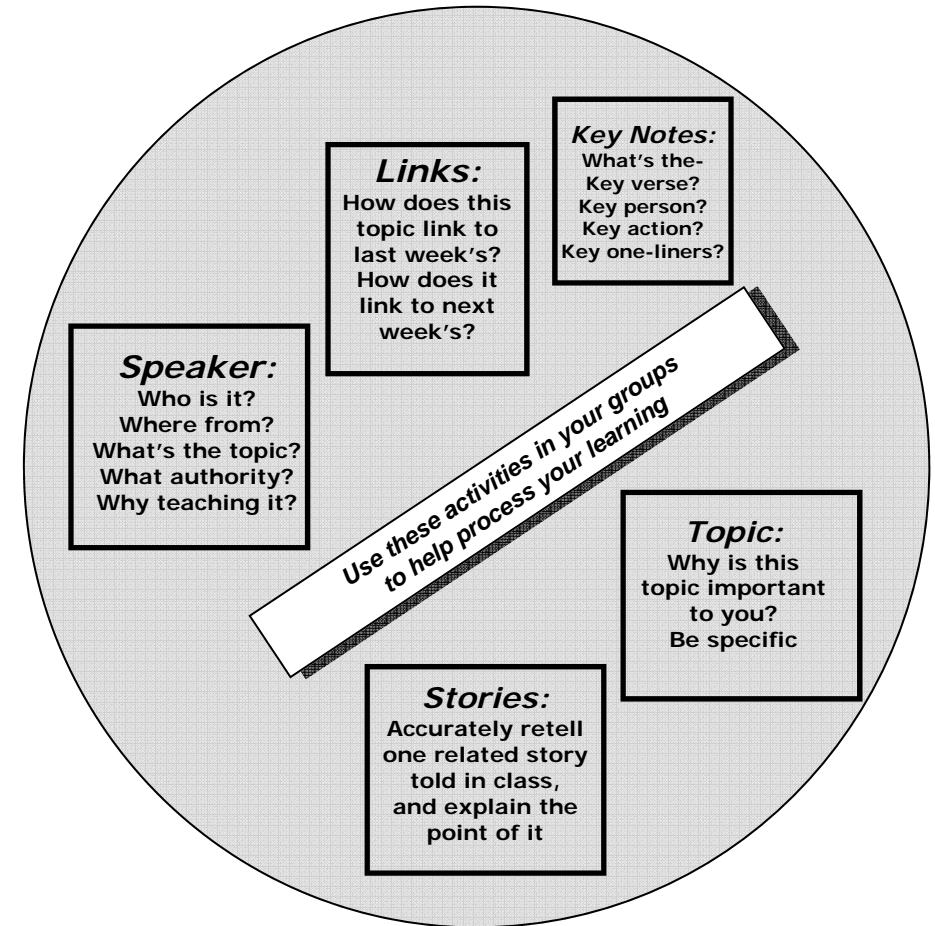 Key Notes:
What's the-
Key verse?
Key person?
Key action?
Key one-liners?
Links:
How does this
topic link to
last week's?
How does it
link to next
week's?
Speaker:
Who is it?
Where from?
What's the topic?
What authority?
Why teaching it?
Use these activities in your groups
to help process your learning
Topic:
Why is this
topic important
to you?
Be specific
Stories:
Accurately retell
one related story
told in class,
and explain the
point of it